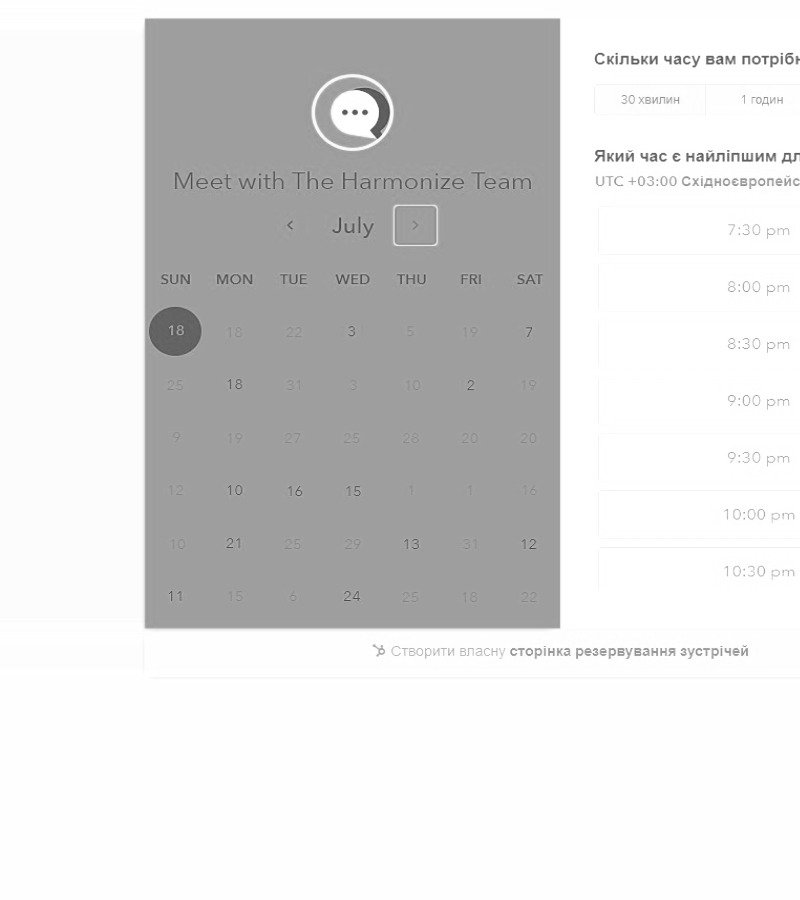 Meet with The Harmonize Team
July
SUN MON TUE WED THU FRI SAT
18 18 22 3 5 19 7
25 18 31 3 10 2 19
9 19 27 25 28 20 20
12 10 16 15 1 1 16
10 21 25 29 13 31 12
11 15 6 24 25 18 22
Скільки часу вам потрібн
30 хвилин 1 годин
Який час є найліпшим дл
UTC +03:00 Східноєвропейс
7:30 pm
8:00 pm
8:30 pm
9:00 pm
9:30 pm
10:00 pm
10:30 pm
Створити власну сторінка резервування зустрічей